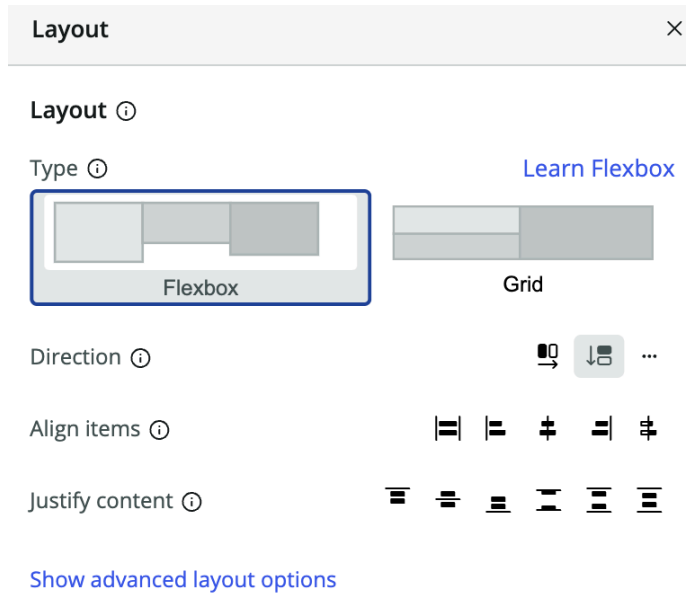 Layout
Layout
Type
Learn Flexbox
Flexbox
Grid
Direction
Align items
Justify content
Show advanced layout options